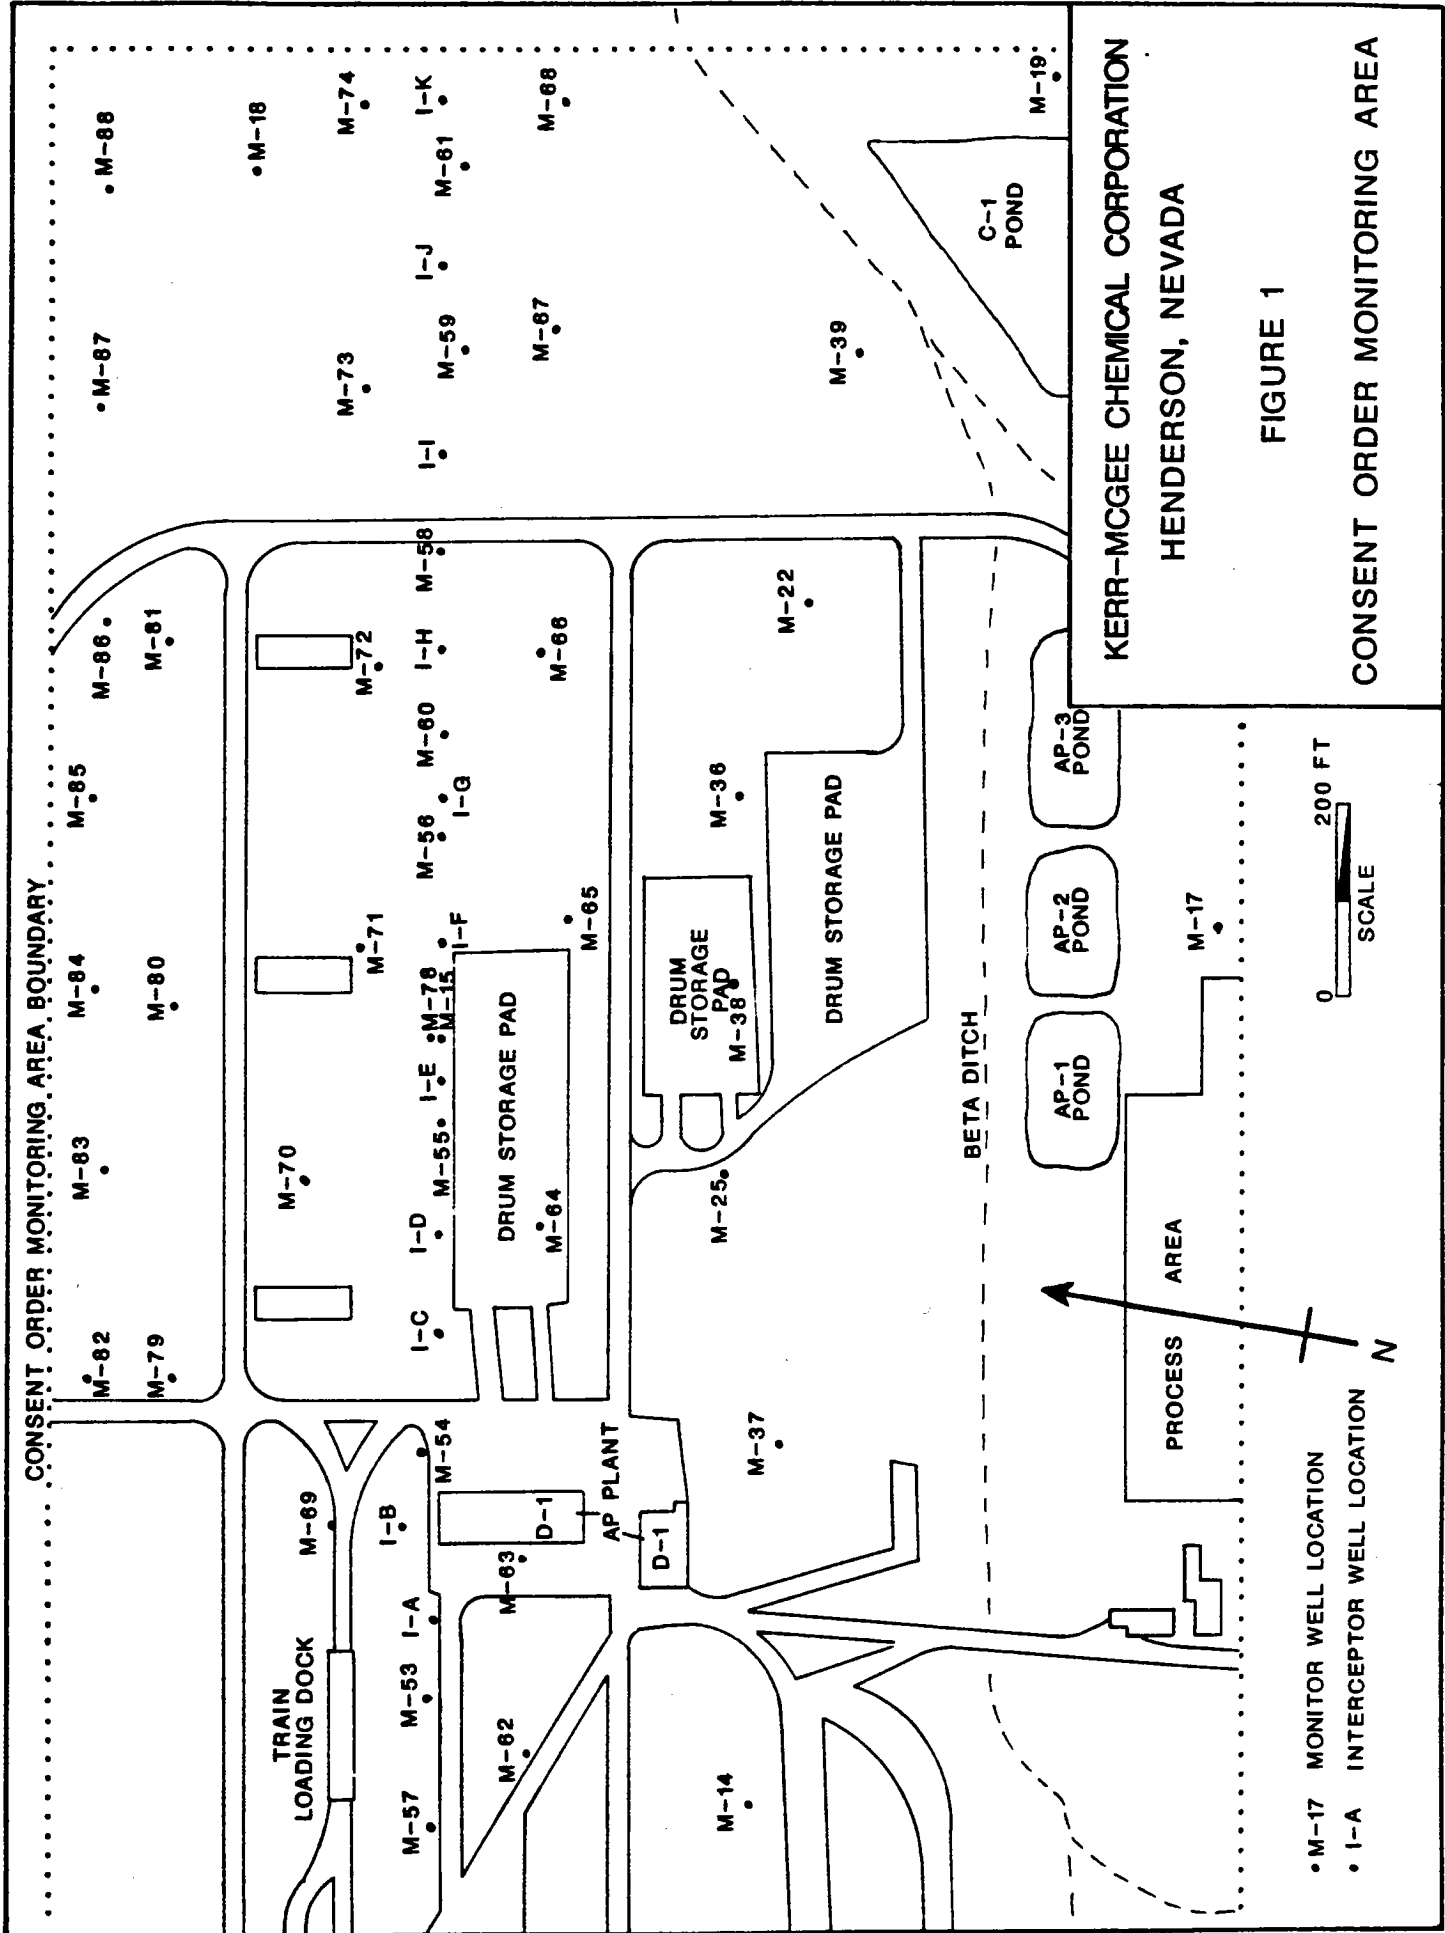 CONSENT ORDER MONITORING AREA BOUNDARY
M-82
M-83
M-84
M-85
M-86
M-87
M-88
M-79
M-80
M-81
M-18
TRAIN
LOADING DOCK
M-69
M-70
M-71
M-72
M-73
M-74
M-57
M-53
I-A
I-B
M-54
I-C
I-D
M-55
I-E
M-78
M-15
I-F
M-56
I-G
M-60
I-H
M-58
I-I
M-59
I-J
M-61
I-K
M-62
M-63
D-1
AP PLANT
D-1
DRUM STORAGE PAD
M-64
M-65
M-66
M-67
M-68
M-14
M-37
M-25
DRUM
STORAGE
PAD
M-38
M-36
M-22
M-39
DRUM STORAGE PAD
BETA DITCH
C-1
POND
M-19
AP-1
POND
AP-2
POND
AP-3
POND
PROCESS AREA
M-17
N
0 200 FT
SCALE
M-17 MONITOR WELL LOCATION
I-A INTERCEPTOR WELL LOCATION
KERR-MCGEE CHEMICAL CORPORATION
HENDERSON, NEVADA
FIGURE 1
CONSENT ORDER MONITORING AREA